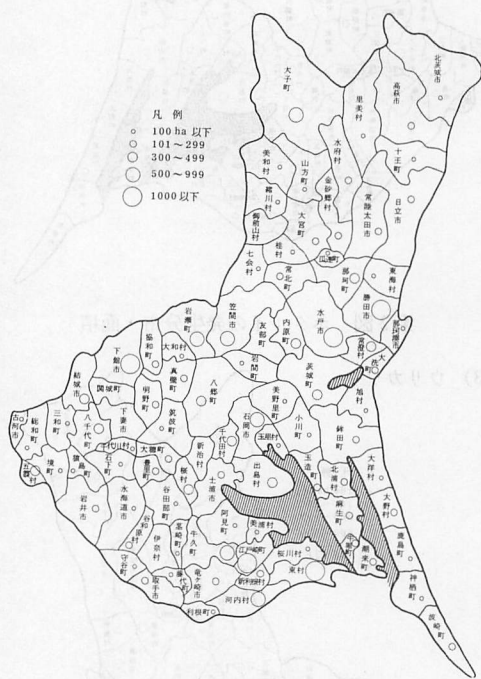 凡例
100 ha 以下
101～299
300～499
500～999
1000以下
北茨城市
高萩市
大子町
里美村
十王町
水府村
日立市
美和村
山方町
金砂郷村
常陸太田市
緒川村
御前山村
大宮町
瓜連町
桂村
七会村
常北町
那珂町
東海村
勝田市
那珂湊市
水戸市
笠間市
友部町
内原町
常澄村
大洗町
岩瀬町
岩間町
茨城町
旭村
協和町
大和村
真壁町
下館市
結城市
関城町
明野町
八郷町
美野里町
小川町
鉾田町
石岡市
玉里村
玉造町
北浦村
大洋村
大野村
鹿島町
神栖町
波崎町
麻生町
牛堀町
潮来町
古河市
総和町
三和町
八千代町
下妻市
筑波町
新治村
千代田村
出島村
五霞村
境町
猿島町
千代川村
石下町
大穂町
豊里町
桜村
土浦市
岩井市
水海道市
谷田部町
阿見町
美浦村
谷和原村
伊奈村
茎崎町
牛久町
江戸崎町
桜川村
守谷町
取手市
藤代町
竜ケ崎市
新利根村
東村
利根町
河内村